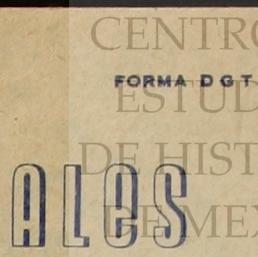 CENTRO
FORMA DGT
ESTUD
DE HIST
ALES
DE MEX